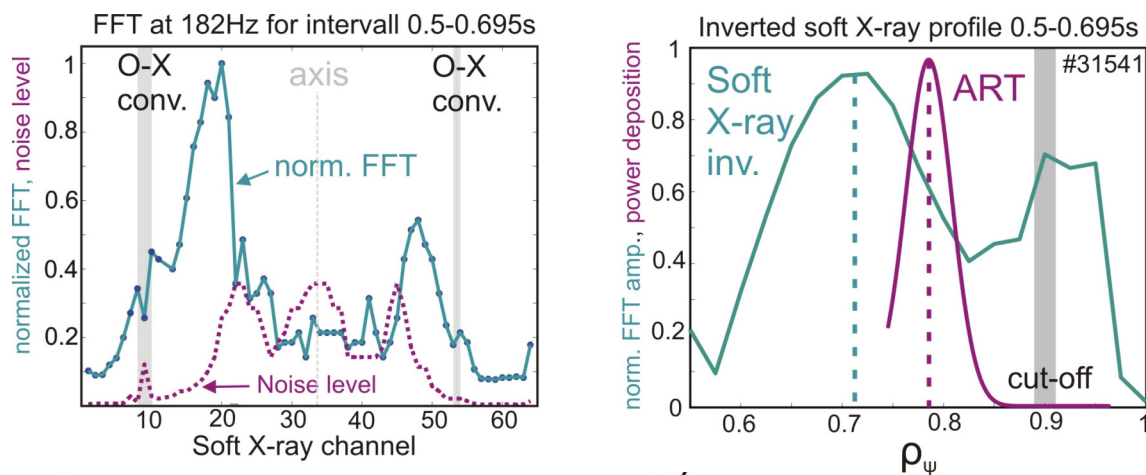 FFT at 182Hz for intervall 0.5-0.695s
normalized FFT, noise level
1
0.8
0.6
0.4
0.2
O-X
conv.
axis
O-X
conv.
norm. FFT
Noise level
10 20 30 40 50 60
Soft X-ray channel
Inverted soft X-ray profile 0.5-0.695s
norm. FFT amp., power deposition
1
0.8
0.6
0.4
0.2
0
#31541
Soft
X-ray
inv.
ART
cut-off
0.6 0.7 0.8 0.9 1
ρψ